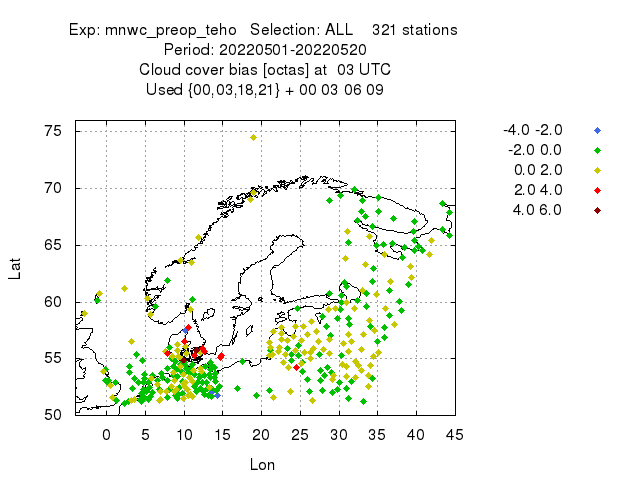 Exp: mnwc_preop_teho Selection: ALL 321 stations
Period: 20220501-20220520
Cloud cover bias [octas] at 03 UTC
Used {00,03,18,21} + 00 03 06 09
75
70
65
60
55
50
Lat
0 5 10 15 20 25 30 35 40 45
Lon
-4.0 -2.0
-2.0 0.0
0.0 2.0
2.0 4.0
4.0 6.0